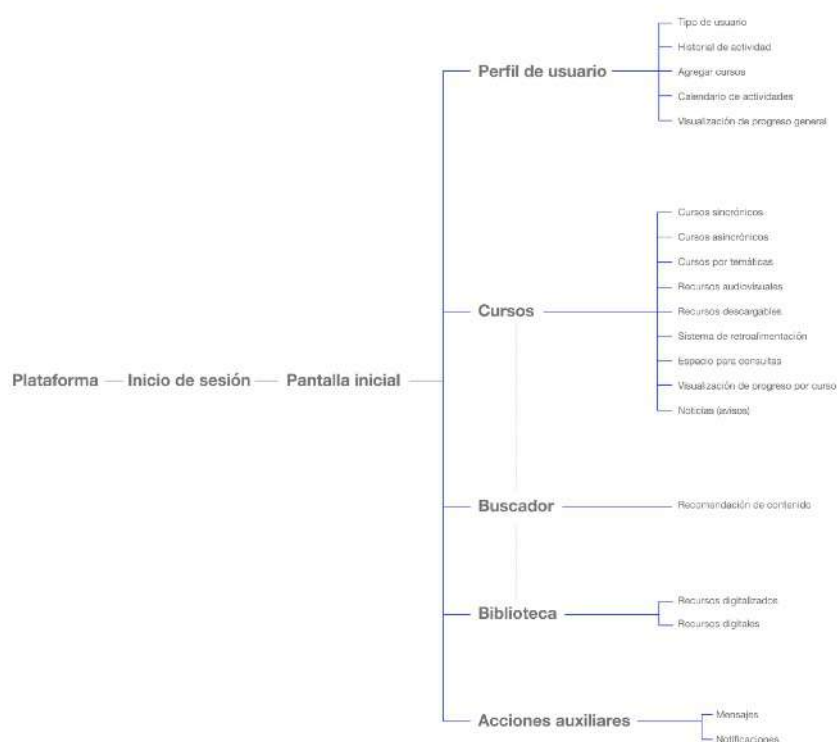 Plataforma
Inicio de sesión
Pantalla inicial
Perfil de usuario
Tipo de usuario
Historial de actividad
Agregar cursos
Calendario de actividades
Visualización de progreso general
Cursos
Cursos sincrónicos
Cursos asincrónicos
Cursos por temáticas
Recursos audiovisuales
Recursos descargables
Sistema de retroalimentación
Espacio para consultas
Visualización de progreso por curso
Noticias (avisos)
Buscador
Recomendación de contenido
Biblioteca
Recursos digitalizados
Recursos digitales
Acciones auxiliares
Mensajes
Notificaciones